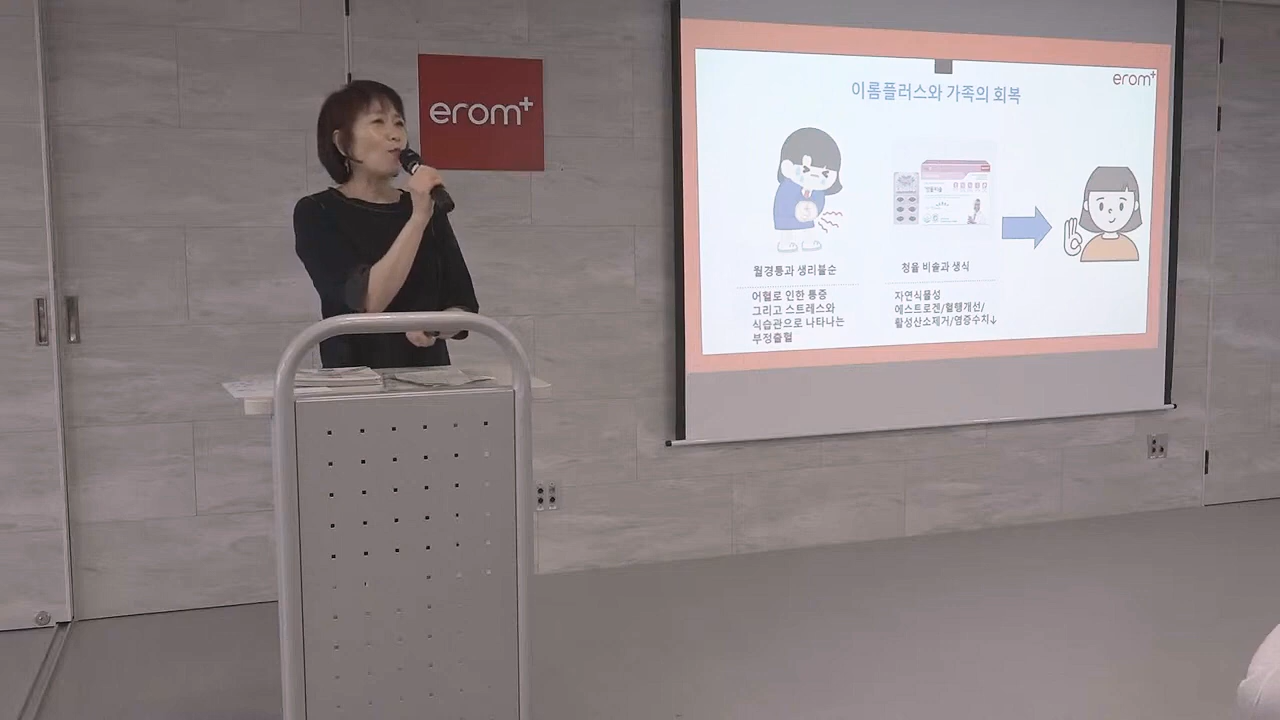 erom+
erom+
이롬플러스와 가족의 회복
월경통과 생리불순
어혈로 인한 통증
그리고 스트레스와
식습관으로 나타나는
부정출혈
청율 비술과 생식
자연식물성
에스트로겐/혈행개선/
활성산소제거/염증수치↓